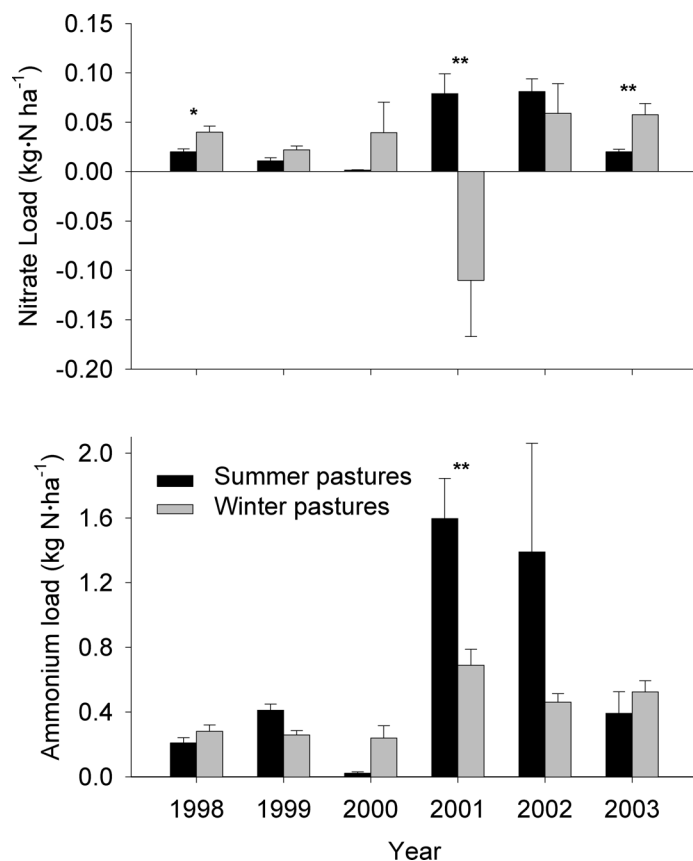 Nitrate Load (kg·N ha⁻¹)
0.10
0.05
0.00
-0.05
-0.10
-0.15
-0.20
*
**
**
Ammonium load (kg N·ha⁻¹)
2.0
1.6
1.2
0.8
0.4
0.0
Summer pastures
Winter pastures
**
1998 1999 2000 2001 2002 2003
Year